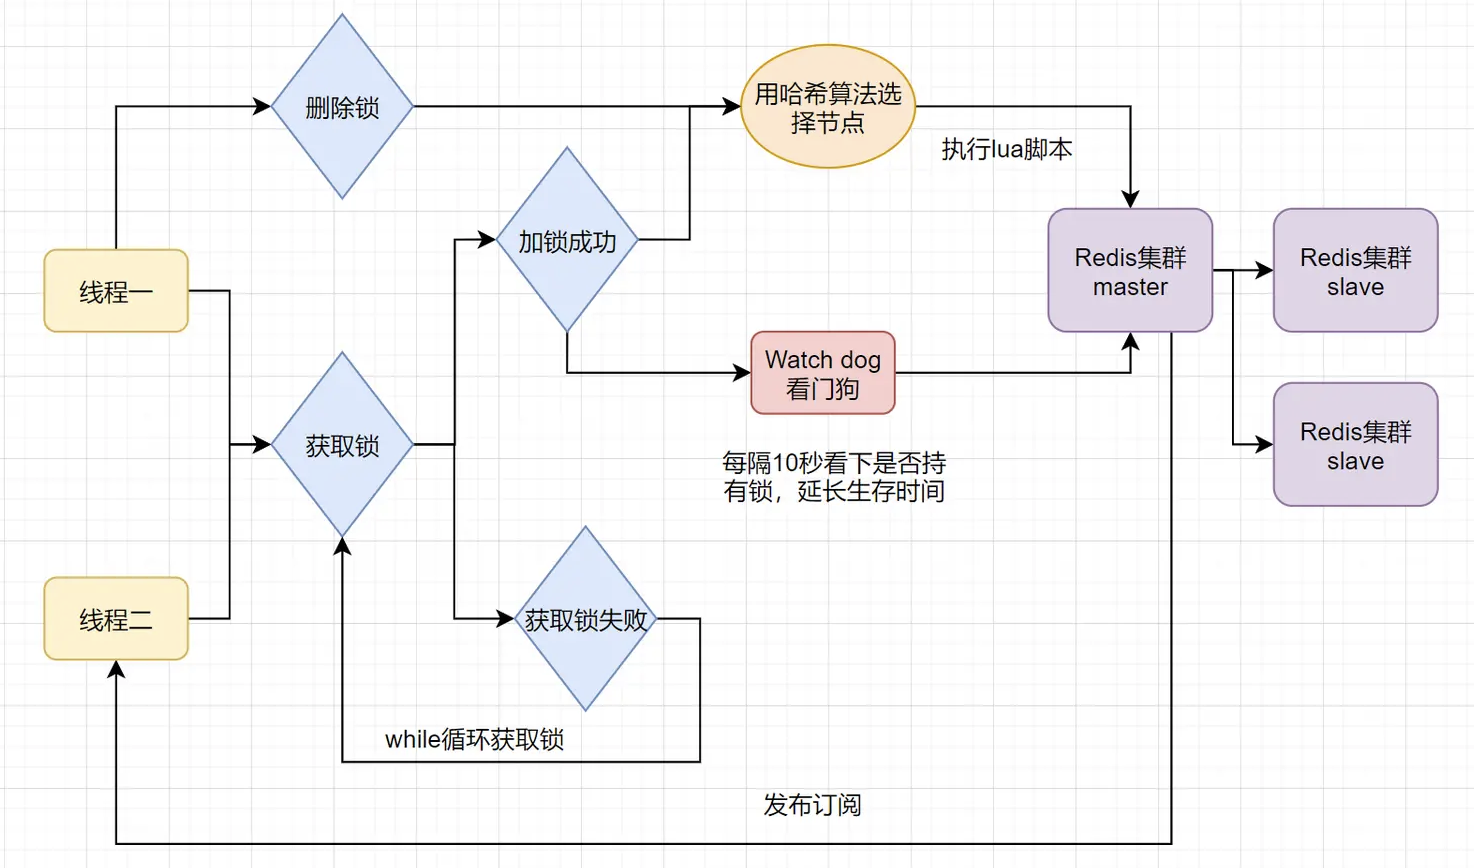 删除锁
用哈希算法选
择节点
执行lua脚本
加锁成功
线程一
Redis集群
master
Redis集群
slave
Watch dog
看门狗
获取锁
Redis集群
slave
每隔10秒看下是否持
有锁，延长生存时间
线程二
获取锁失败
while循环获取锁
发布订阅